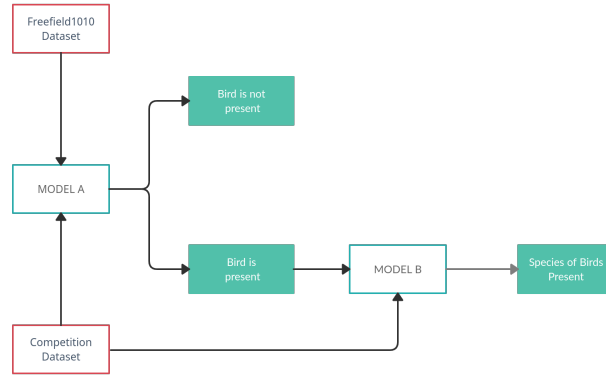 Freefield1010
Dataset
Bird is not
present
MODEL A
Bird is
present
MODEL B
Species of Birds
Present
Competition
Dataset